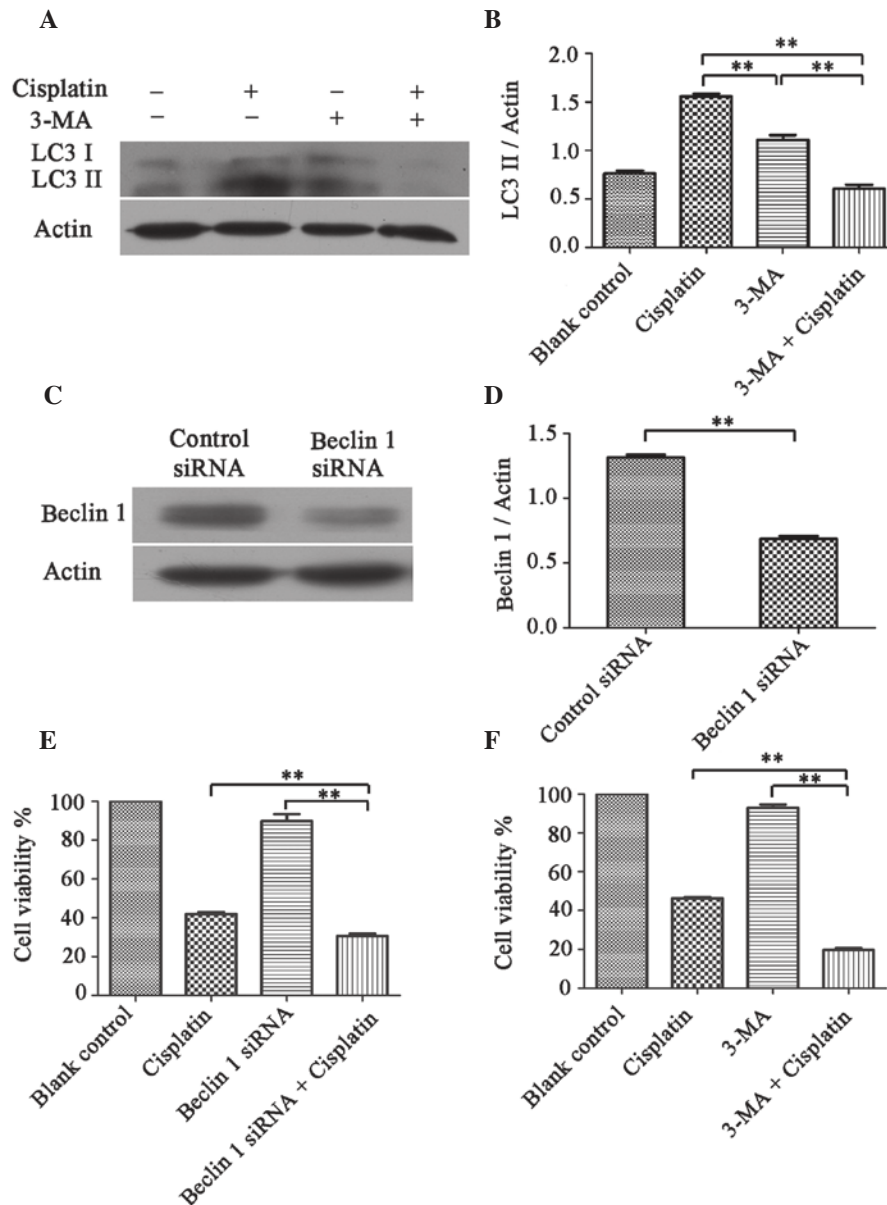 A
Cisplatin – + – +
3-MA – – + +
LC3 I
LC3 II
Actin
B
LC3 II / Actin
2.0
1.5
1.0
0.5
0.0
**
** **
Blank control
Cisplatin
3-MA
3-MA + Cisplatin
C
Control siRNA
Beclin 1 siRNA
Beclin 1
Actin
D
Beclin 1 / Actin
1.5
1.0
0.5
0.0
**
Control siRNA
Beclin 1 siRNA
E
Cell viability %
100
80
60
40
20
0
**
**
Blank control
Cisplatin
Beclin 1 siRNA
Beclin 1 siRNA + Cisplatin
F
Cell viability %
100
80
60
40
20
0
**
**
Blank control
Cisplatin
3-MA
3-MA + Cisplatin